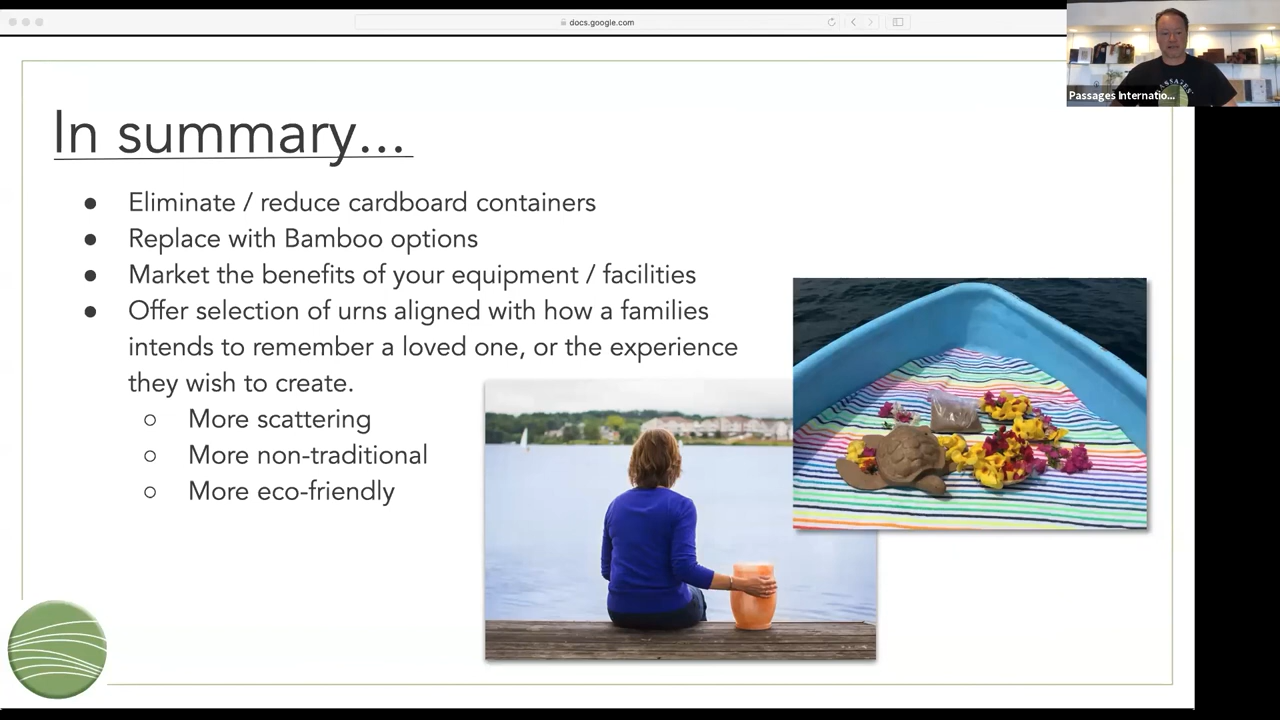 docs.google.com
Passages Internatio...
In summary...
● Eliminate / reduce cardboard containers
● Replace with Bamboo options
● Market the benefits of your equipment / facilities
● Offer selection of urns aligned with how a families
intends to remember a loved one, or the experience
they wish to create.
○ More scattering
○ More non-traditional
○ More eco-friendly